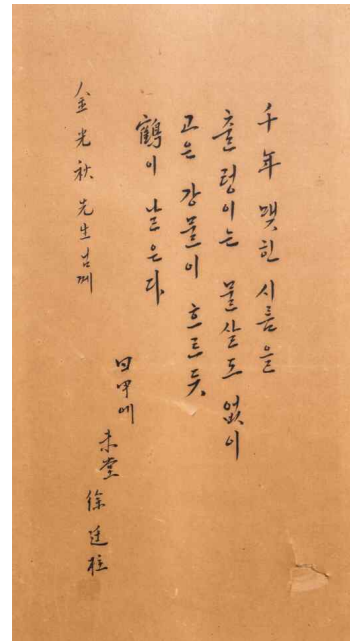 千年 맺힌 시름을
출렁이는 물살도 없이
고은 강물이 흐르듯
鶴이 날은다.
回甲에
未堂 徐廷柱
金光秋 先生님께